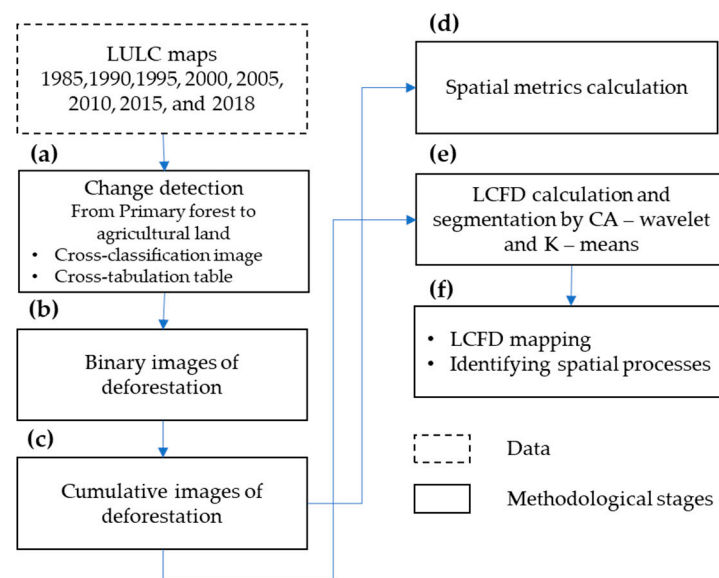 LULC maps
1985,1990,1995, 2000, 2005,
2010, 2015, and 2018
(a)
Change detection
From Primary forest to
agricultural land
• Cross-classification image
• Cross-tabulation table
(b)
Binary images of
deforestation
(c)
Cumulative images of
deforestation
(d)
Spatial metrics calculation
(e)
LCFD calculation and
segmentation by CA – wavelet
and K – means
(f)
• LCFD mapping
• Identifying spatial processes
Data
Methodological stages